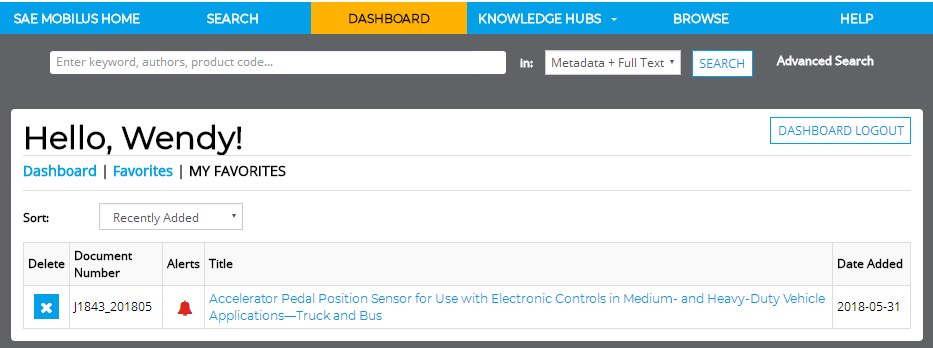 SAE MOBILUS HOME SEARCH DASHBOARD KNOWLEDGE HUBS BROWSE HELP
Enter keyword, authors, product code... in: Metadata + Full Text SEARCH Advanced Search
Hello, Wendy! DASHBOARD LOGOUT
Dashboard | Favorites | MY FAVORITES
Sort: Recently Added
Delete Document Number Alerts Title Date Added
J1843_201805 Accelerator Pedal Position Sensor for Use with Electronic Controls in Medium- and Heavy-Duty Vehicle
Applications—Truck and Bus 2018-05-31